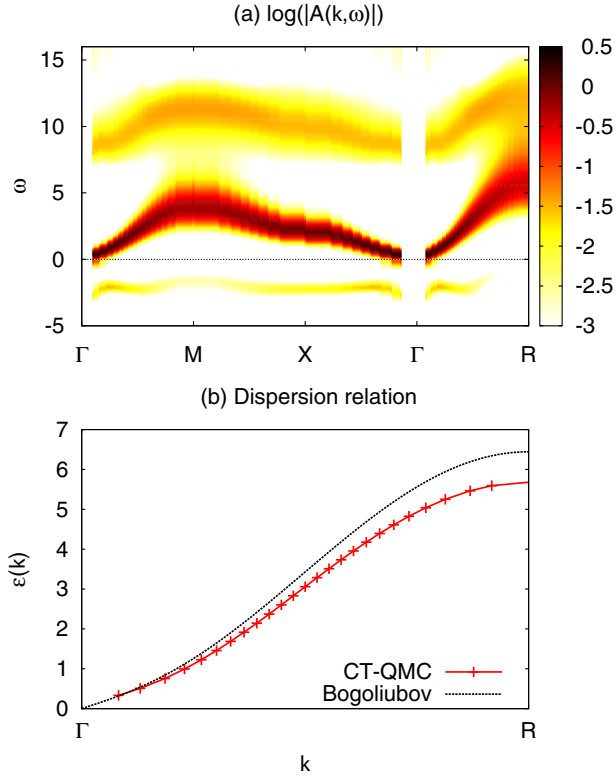 (a) log(|A(k,ω)|)
15
10
5
0
-5
ω
Γ
M
X
Γ
R
0.5
0
-0.5
-1
-1.5
-2
-2.5
-3
(b) Dispersion relation
7
6
5
4
3
2
1
0
ε(k)
CT-QMC
Bogoliubov
Γ
R
k